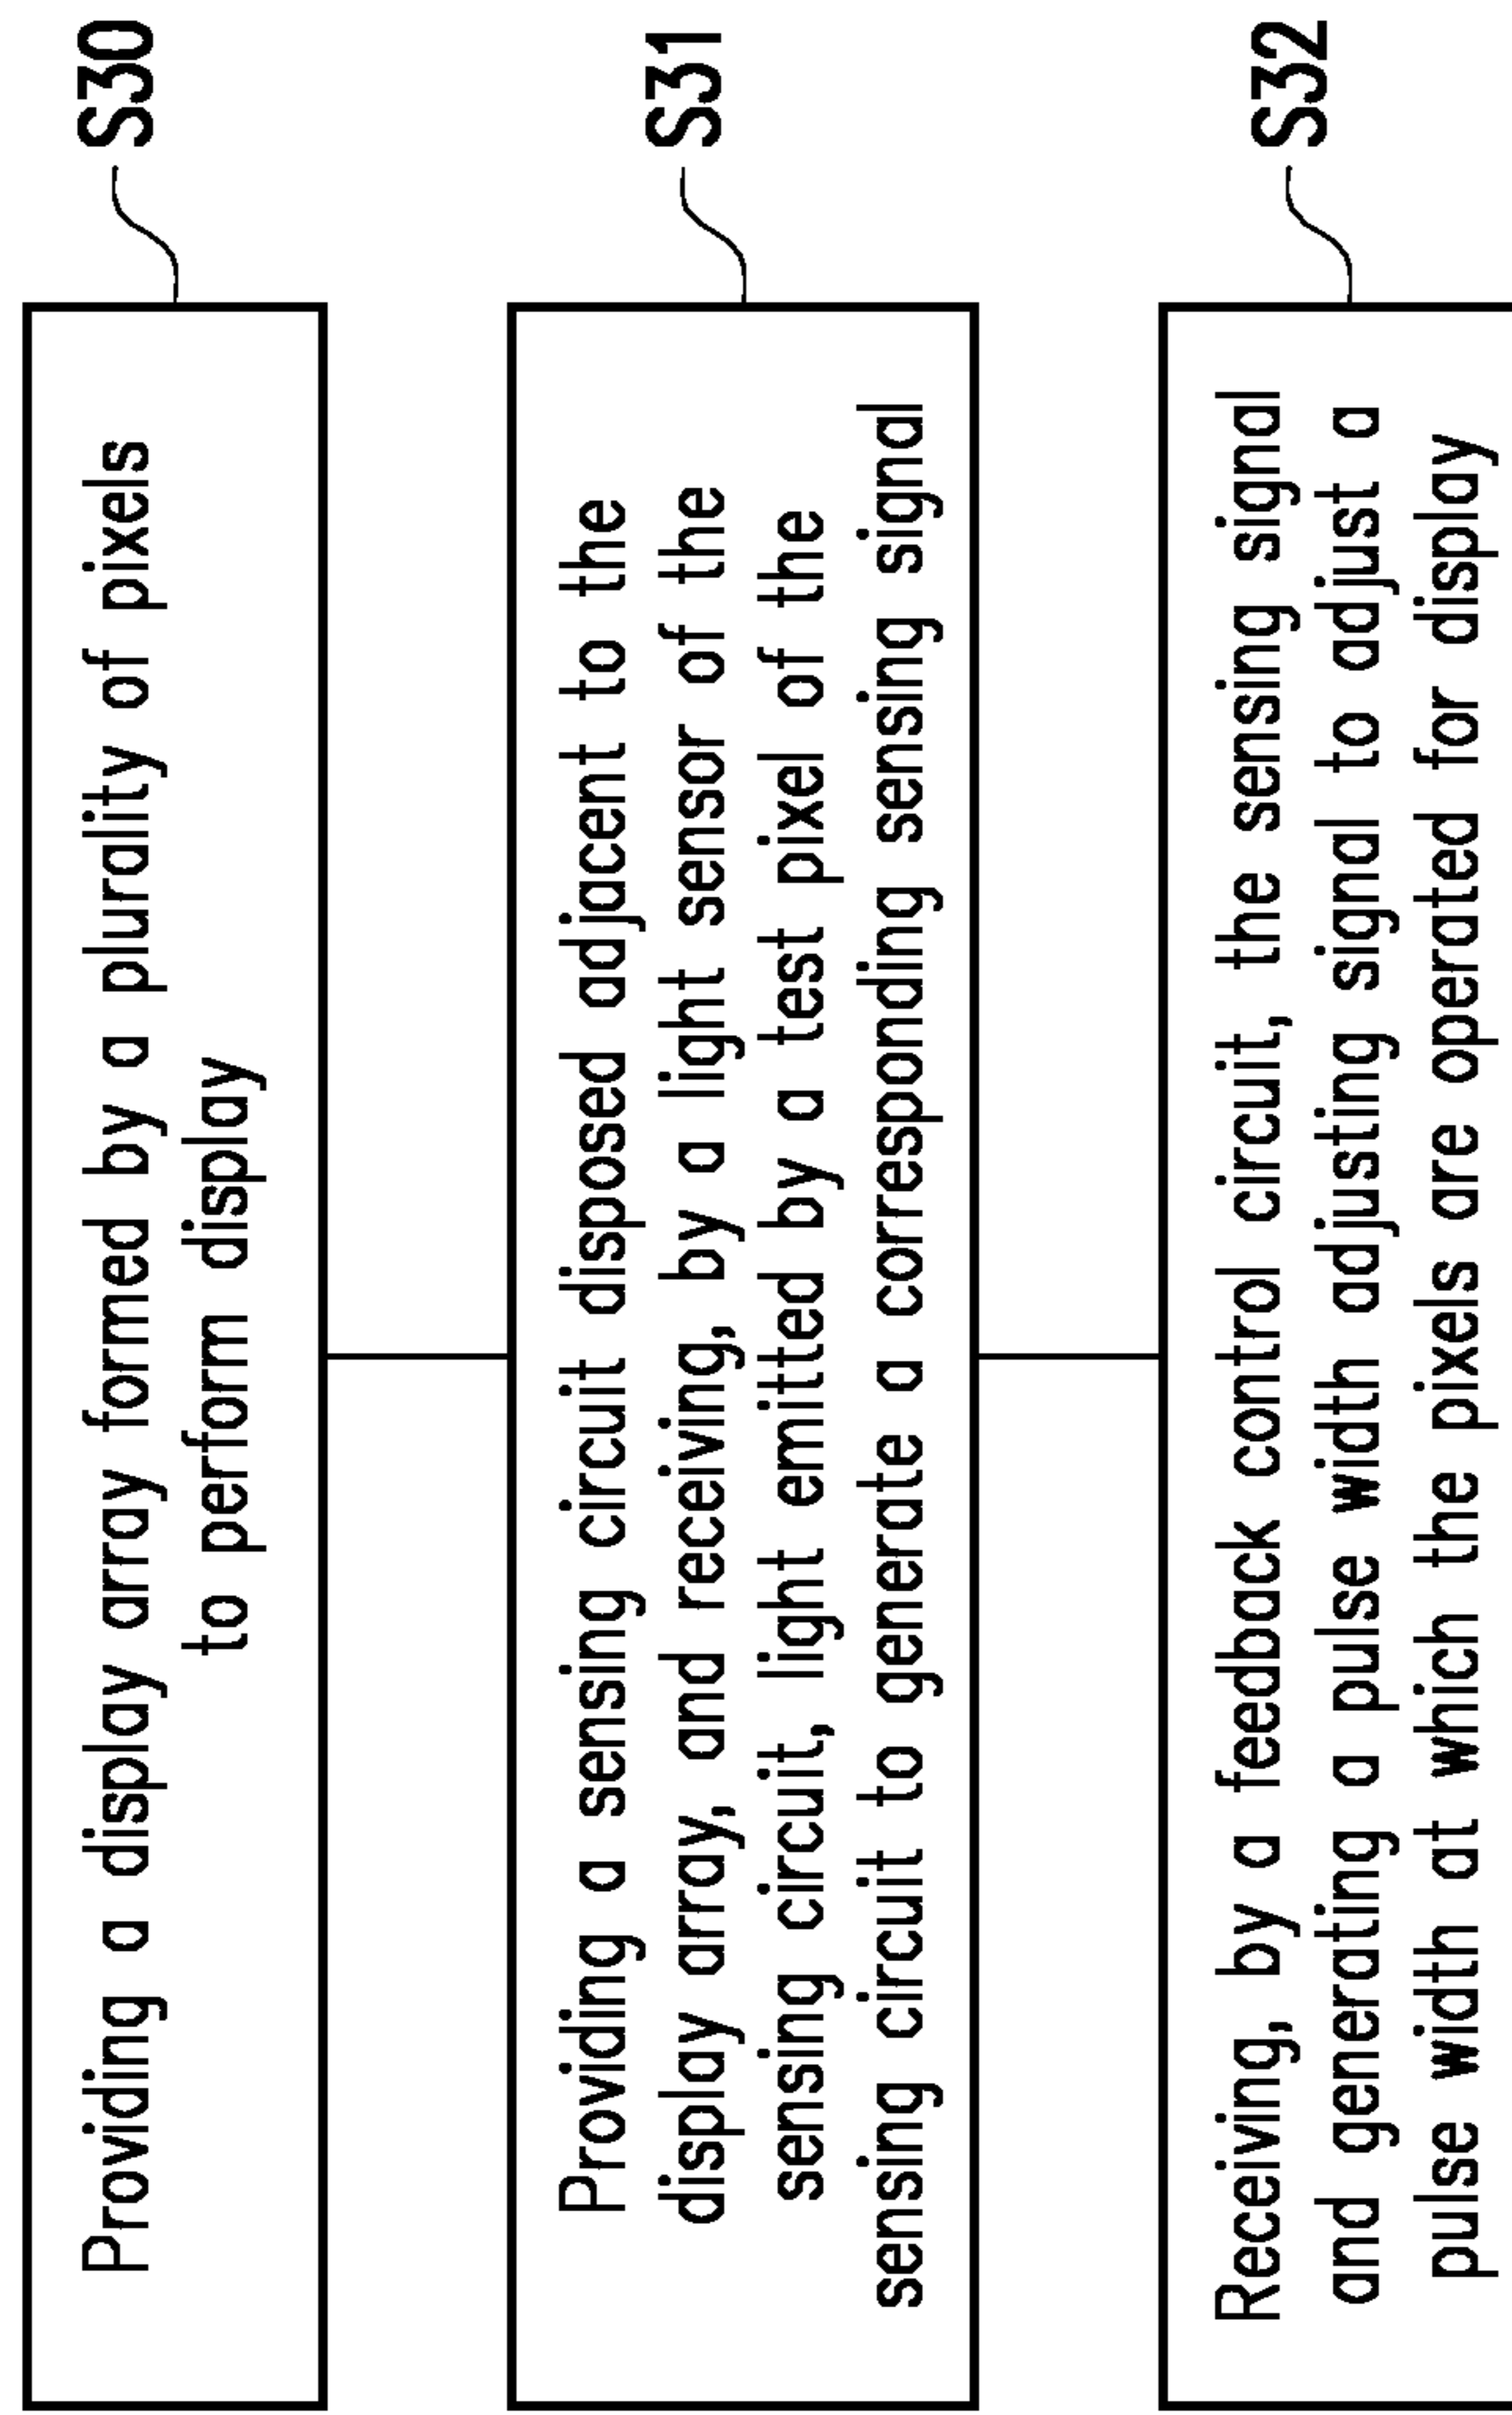 Providing a display array formed by a plurality of pixels
to perform display
S30
Providing a sensing circuit disposed adjacent to the
display array, and receiving, by a light sensor of the
sensing circuit, light emitted by a test pixel of the
sensing circuit to generate a corresponding sensing signal
S31
Receiving, by a feedback control circuit, the sensing signal
and generating a pulse width adjusting signal to adjust a
pulse width at which the pixels are operated for display
S32